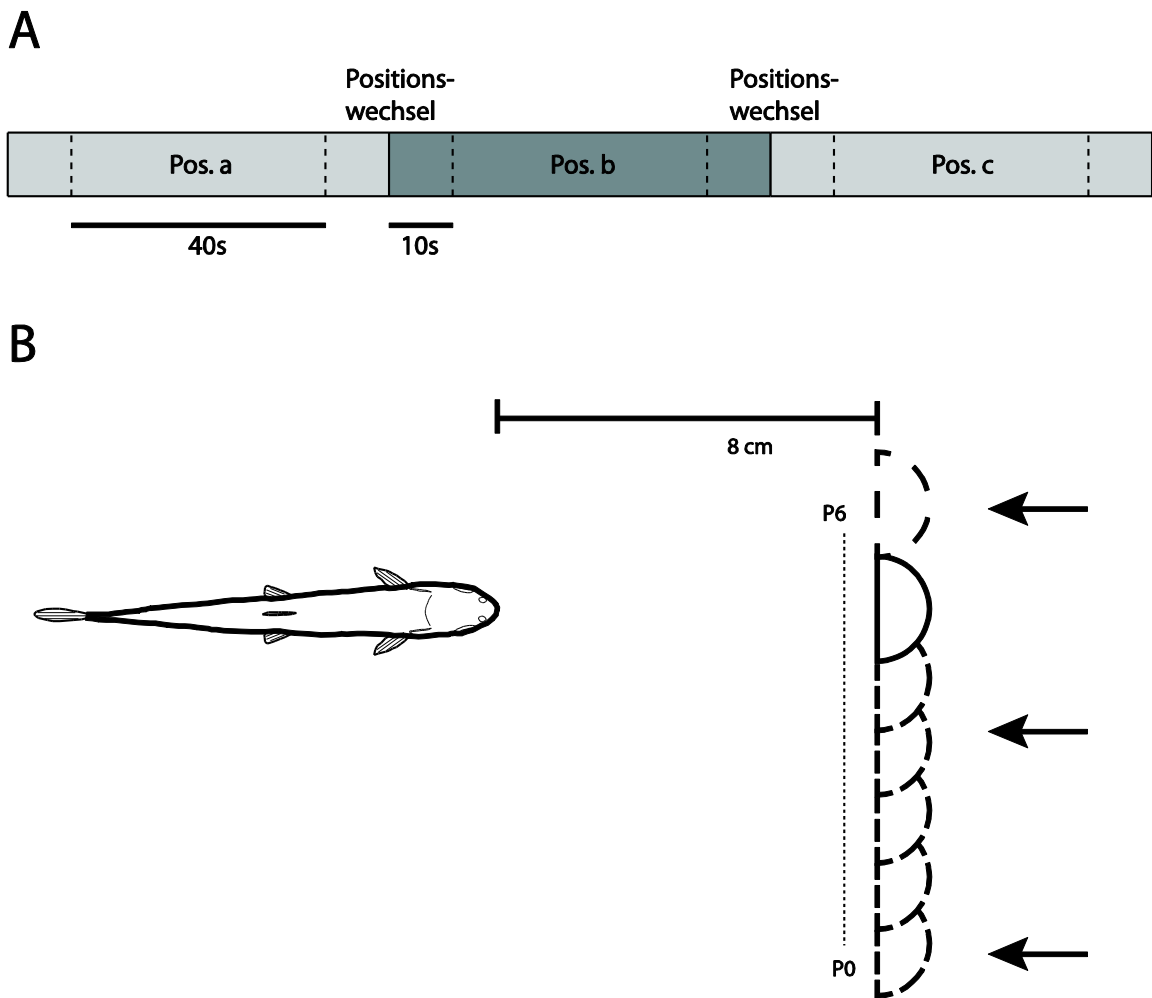 A
Positions-
wechsel
Positions-
wechsel
Pos. a
Pos. b
Pos. c
40s
10s
B
8 cm
P6
P0